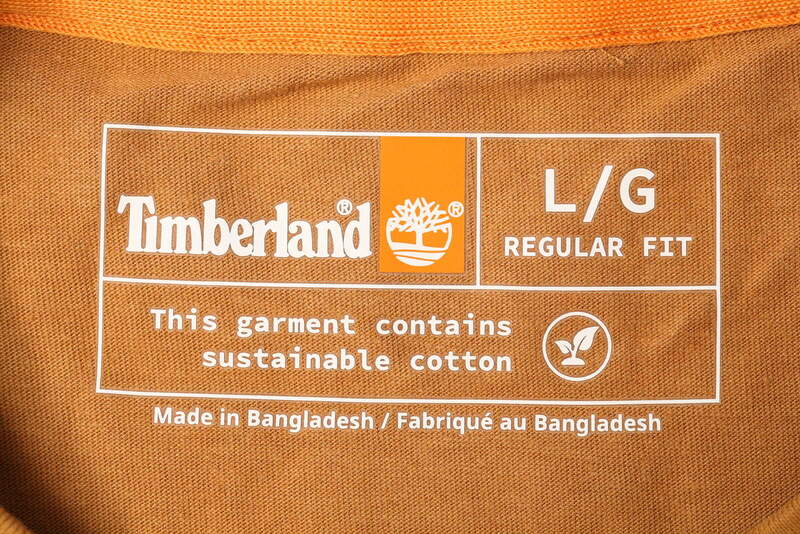 Timberland® ®
L/G
REGULAR FIT
This garment contains
sustainable cotton
Made in Bangladesh / Fabriqué au Bangladesh